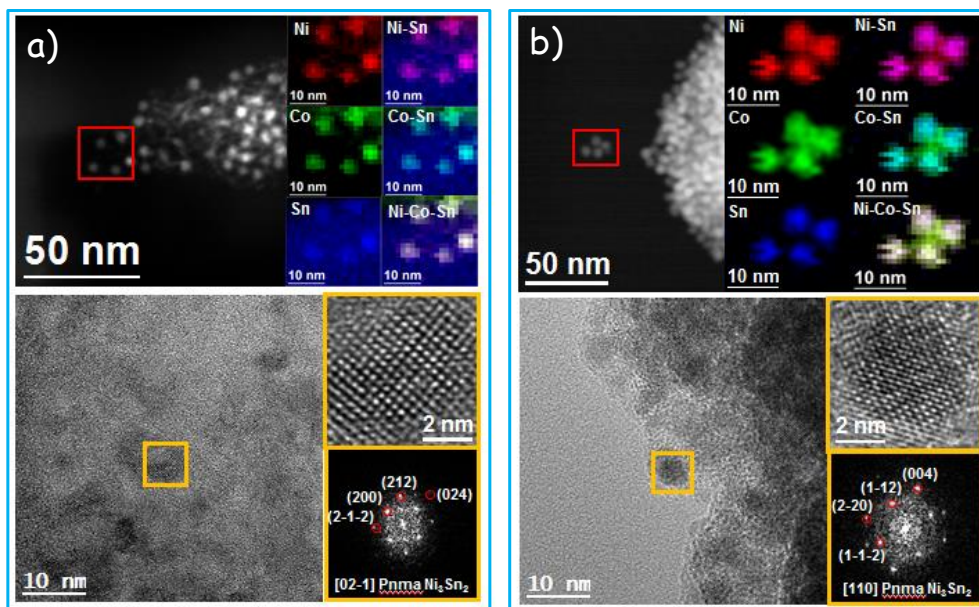 a)
Ni
10 nm
Ni-Sn
10 nm
Co
10 nm
Co-Sn
10 nm
Sn
10 nm
Ni-Co-Sn
10 nm
50 nm
10 nm
2 nm
(212)
(200)
(024)
(2-1-2)
[02-1] Pnma Ni₃Sn₂
b)
Ni
10 nm
Ni-Sn
10 nm
Co
10 nm
Co-Sn
10 nm
Sn
10 nm
Ni-Co-Sn
10 nm
50 nm
10 nm
2 nm
(004)
(1-12)
(2-20)
(1-1-2)
[110] Pnma Ni₃Sn₂